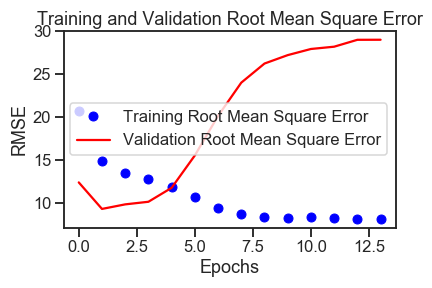 Training and Validation Root Mean Square Error
30
25
20
15
10
RMSE
Training Root Mean Square Error
Validation Root Mean Square Error
0.0 2.5 5.0 7.5 10.0 12.5
Epochs